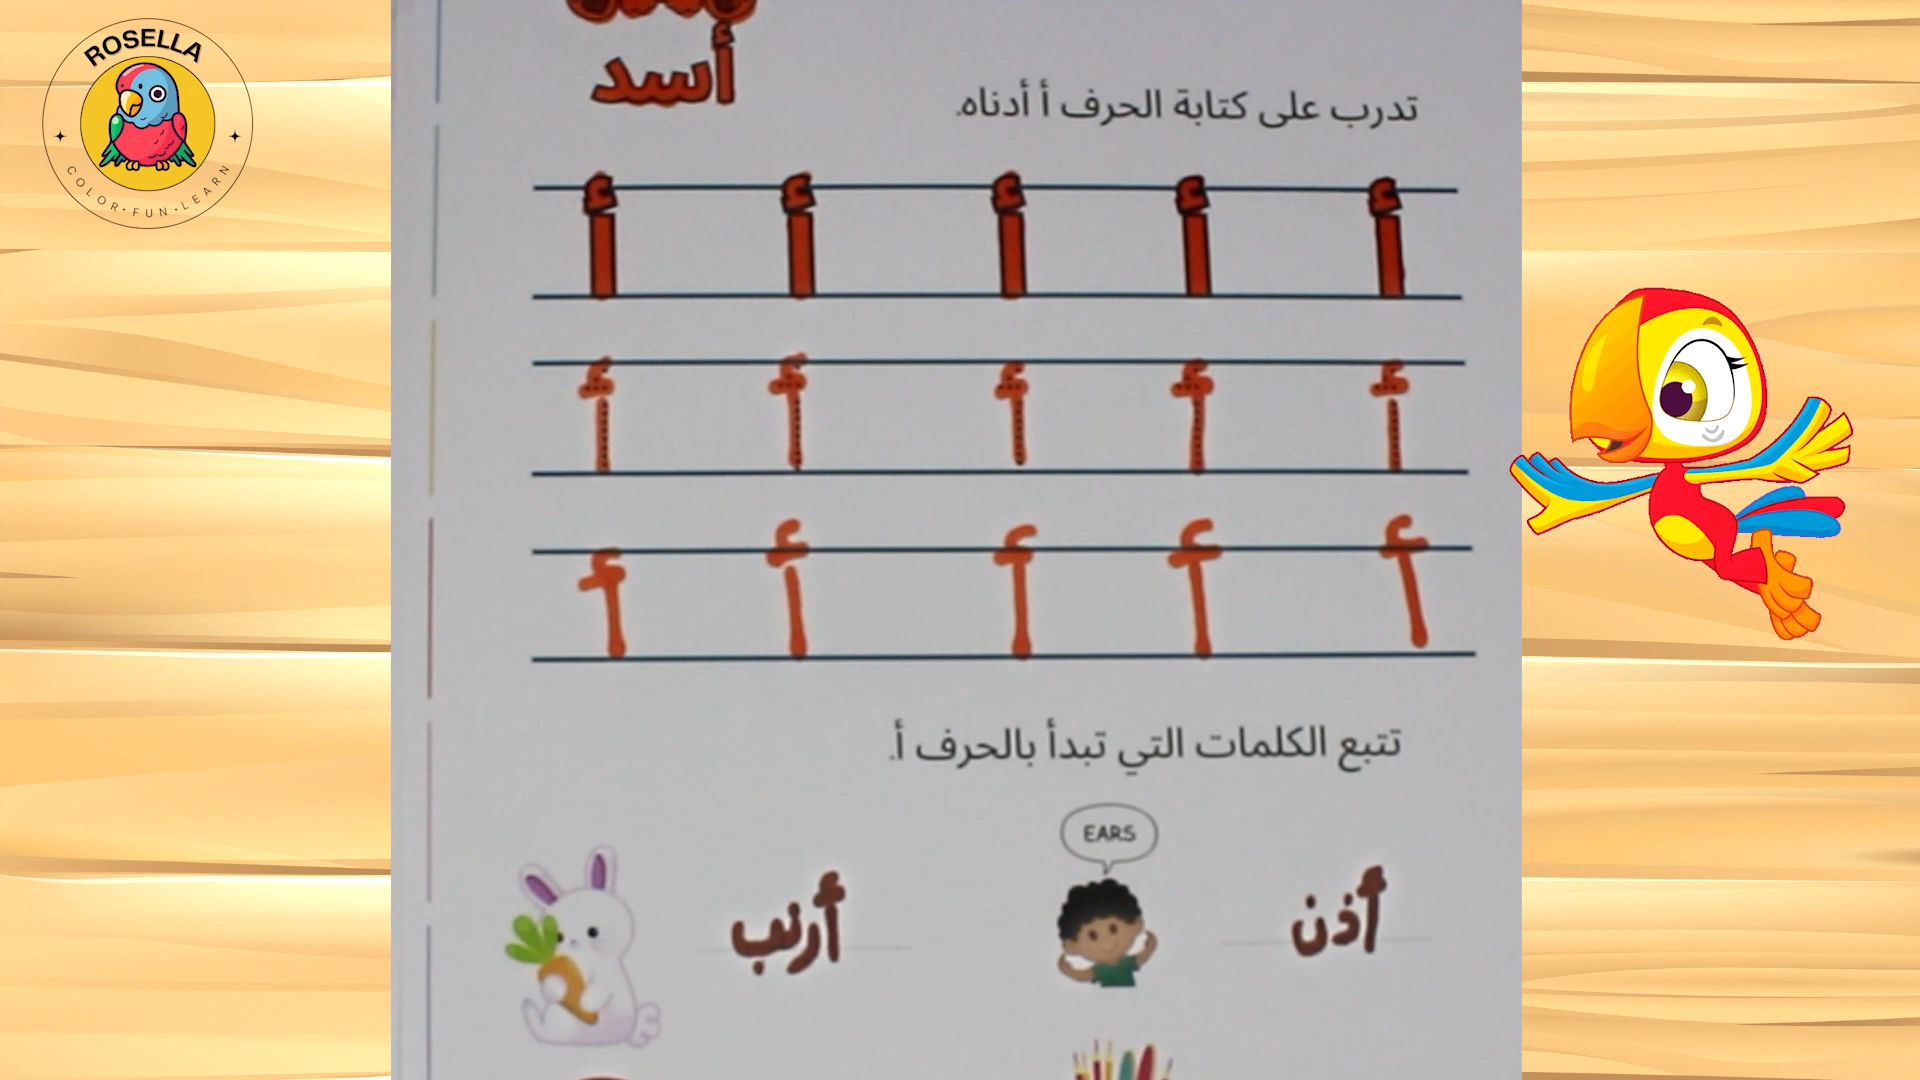 ROSELLA
COLOR・FUN・LEARN
أسد
تدرب على كتابة الحرف أ أدناه.
أ أ أ أ أ
أ أ أ أ أ
أ أ أ أ أ
تتبع الكلمات التي تبدأ بالحرف أ.
EARS
أذن
أرنب